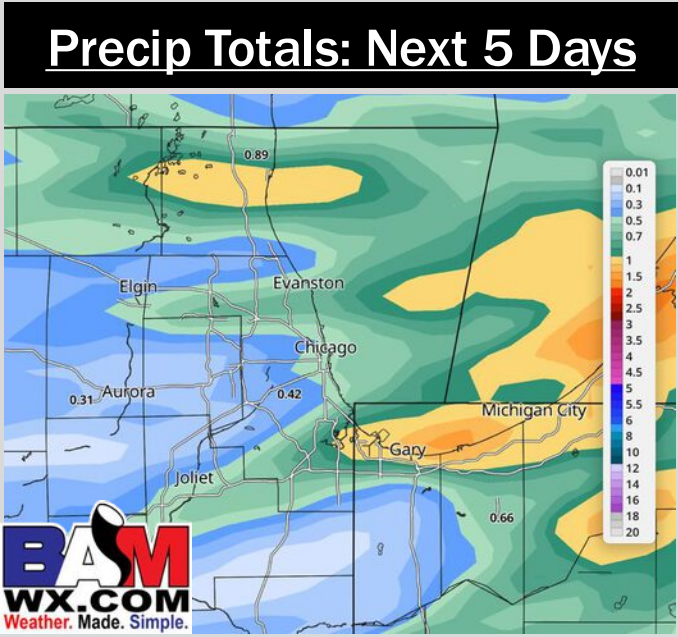 Precip Totals: Next 5 Days
0.89
Elgin
Evanston
Chicago
0.31
Aurora
0.42
Michigan City
Gary
Joliet
0.66
0.01
0.1
0.3
0.5
0.7
1
1.5
2
2.5
3
3.5
4
4.5
5
5.5
6
8
10
12
14
16
18
20
BAM
WX.COM
Weather. Made. Simple.